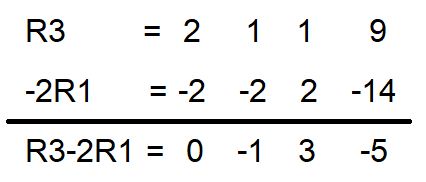 R3 = 2 1 1 9
-2R1 = -2 -2 2 -14
R3-2R1 = 0 -1 3 -5